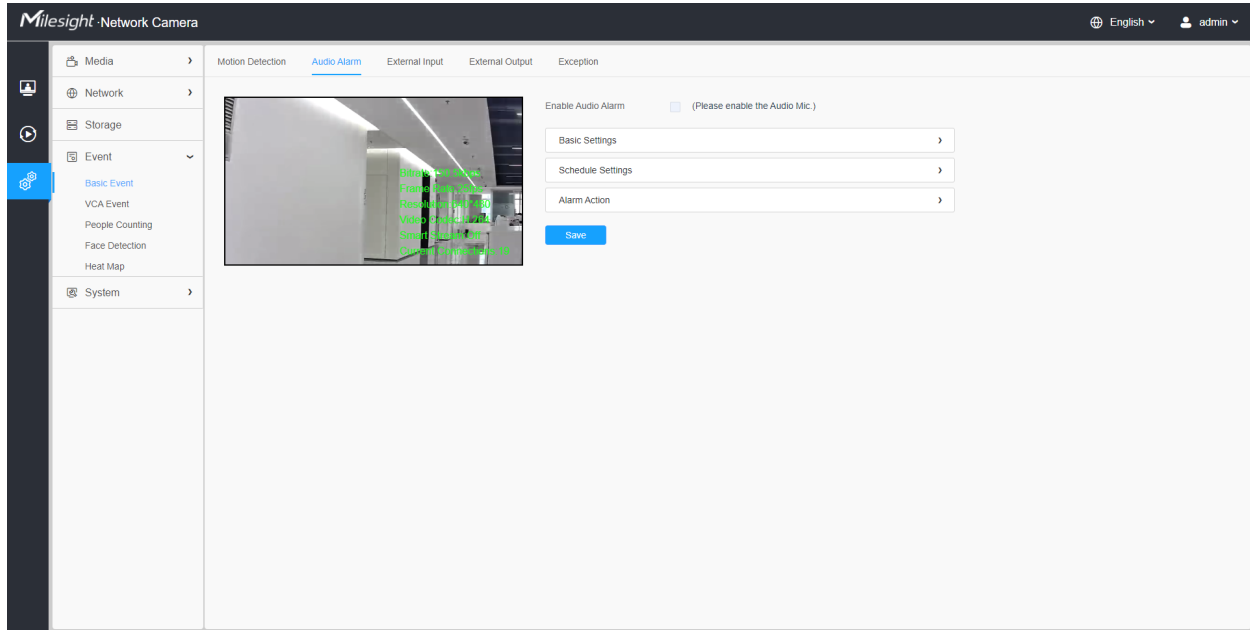 Milesight · Network Camera
English
admin
Media
Network
Storage
Event
Basic Event
VCA Event
People Counting
Face Detection
Heat Map
System
Motion Detection
Audio Alarm
External Input
External Output
Exception
Frame Rate
Enable Audio Alarm
(Please enable the Audio Mic.)
Basic Settings
Schedule Settings
Alarm Action
Save